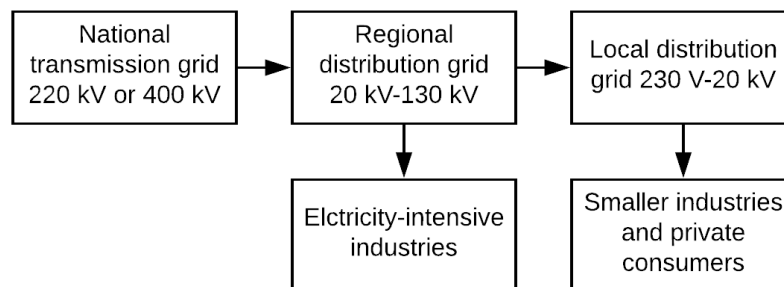 National
transmission grid
220 kV or 400 kV
Regional
distribution grid
20 kV-130 kV
Local distribution
grid 230 V-20 kV
Elctricity-intensive
industries
Smaller industries
and private
consumers